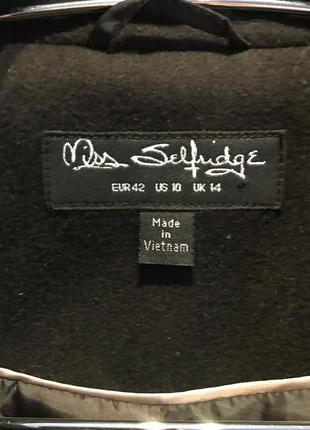 Miss Selfridge
EUR 42 US 10 UK 14
Made
in
Vietnam